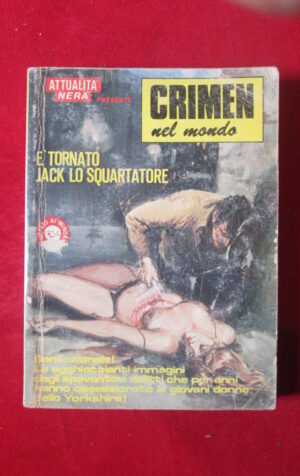 ATTUALITÀ
NERA
PRESENTA
CRIMEN
nel mondo
E' TORNATO
JACK LO SQUARTATORE !
Sensazionale!
Le agghiaccianti immagini
degli spaventosi delitti che per anni
hanno ossessionato le giovani donne
dello Yorkshire!